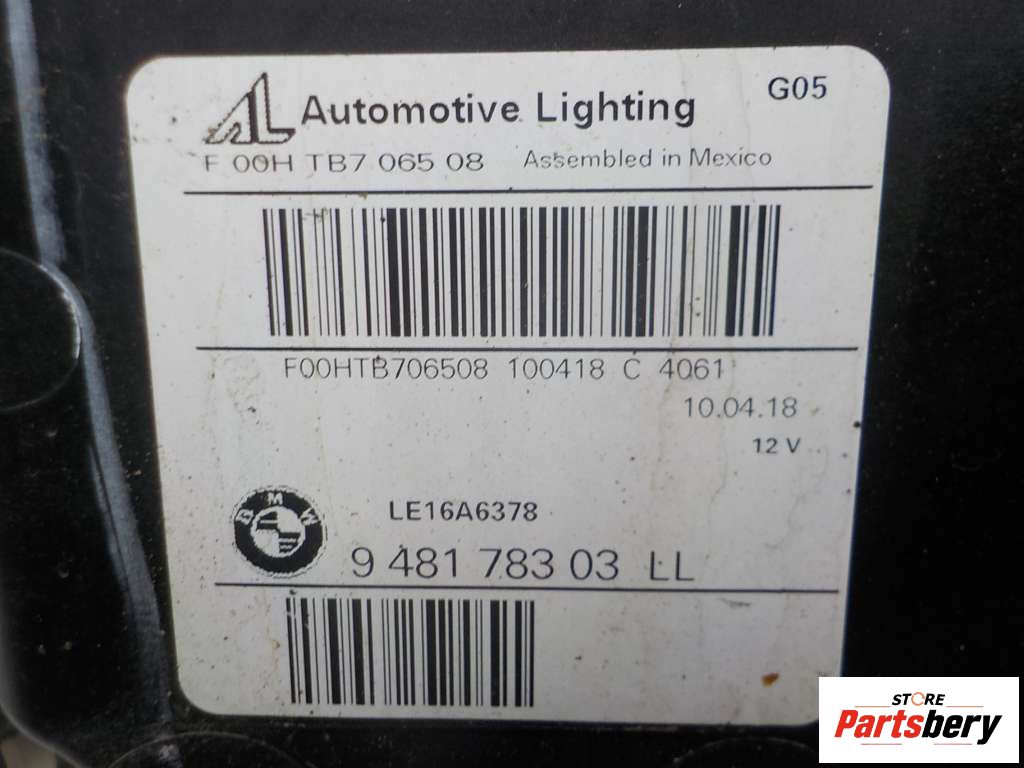 AL Automotive Lighting G05
F 00H TB7 065 08 Assembled in Mexico
F00HTB706508 100418 C 4061
10.04.18
12 V
LE16A6378
BMW
9 481 783 03 LL
STORE
Partsbery